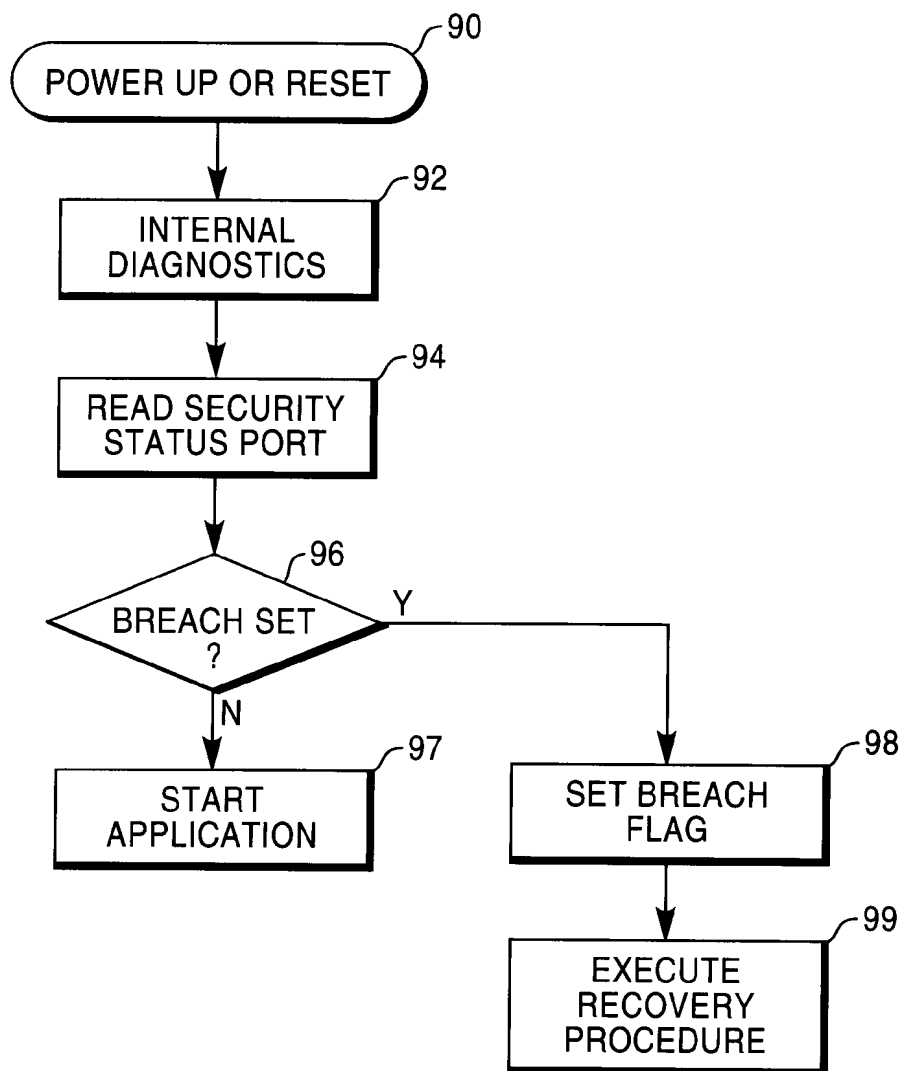 90
POWER UP OR RESET
92
INTERNAL
DIAGNOSTICS
94
READ SECURITY
STATUS PORT
96
BREACH SET
?
Y
N
97
START
APPLICATION
98
SET BREACH
FLAG
99
EXECUTE
RECOVERY
PROCEDURE